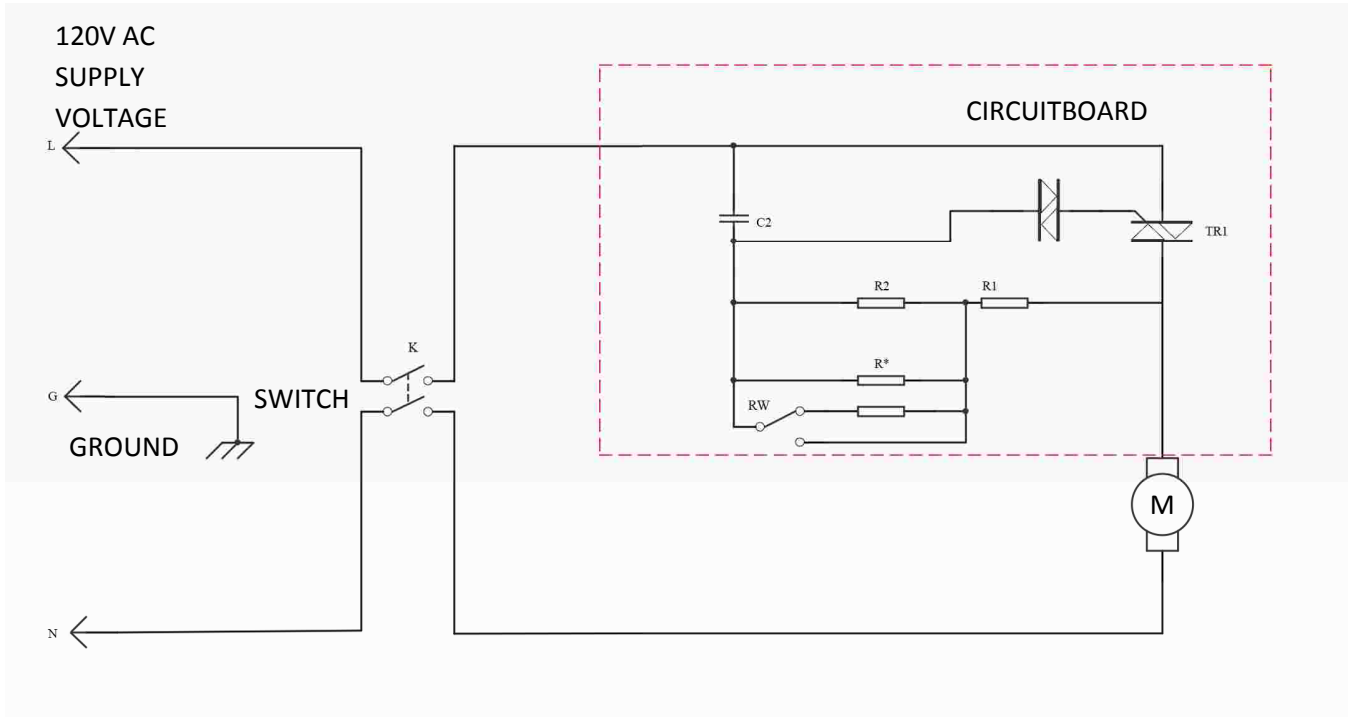 120V AC
SUPPLY
VOLTAGE
CIRCUITBOARD
L
C2
TR1
R2
R1
K
R*
G
SWITCH
RW
GROUND
M
N